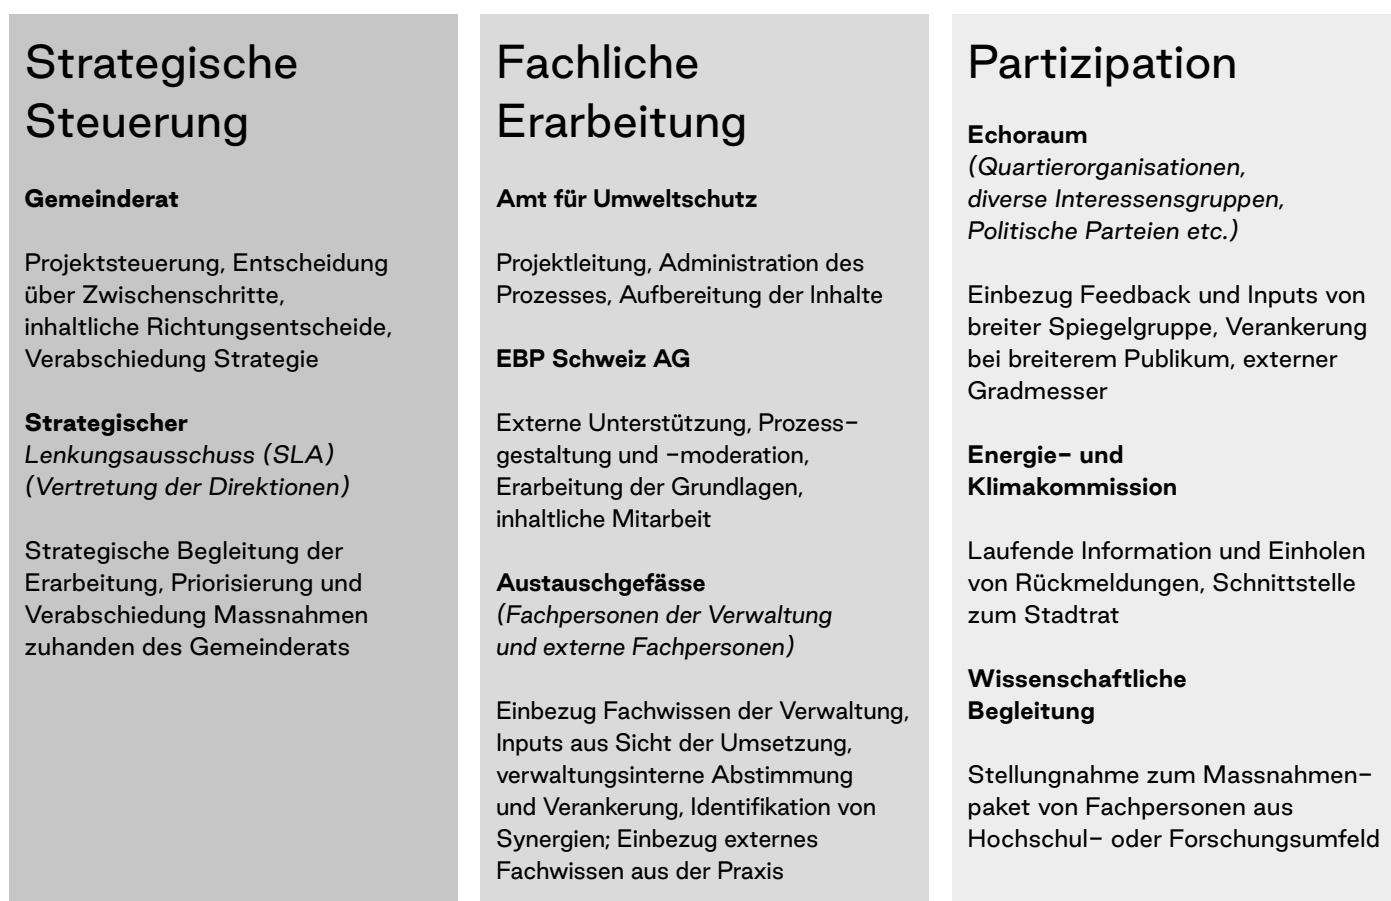 Strategische
Steuerung
Gemeinderat
Projektsteuerung, Entscheidung
über Zwischenschritte,
inhaltliche Richtungsentscheide,
Verabschiedung Strategie
Strategischer
Lenkungsausschuss (SLA)
(Vertretung der Direktionen)
Strategische Begleitung der
Erarbeitung, Priorisierung und
Verabschiedung Massnahmen
zuhanden des Gemeinderats
Fachliche
Erarbeitung
Amt für Umweltschutz
Projektleitung, Administration des
Prozesses, Aufbereitung der Inhalte
EBP Schweiz AG
Externe Unterstützung, Prozess-
gestaltung und -moderation,
Erarbeitung der Grundlagen,
inhaltliche Mitarbeit
Austauschgefässe
(Fachpersonen der Verwaltung
und externe Fachpersonen)
Einbezug Fachwissen der Verwaltung,
Inputs aus Sicht der Umsetzung,
verwaltungsinterne Abstimmung
und Verankerung, Identifikation von
Synergien; Einbezug externes
Fachwissen aus der Praxis
Partizipation
Echoraum
(Quartierorganisationen,
diverse Interessensgruppen,
Politische Parteien etc.)
Einbezug Feedback und Inputs von
breiter Spiegelgruppe, Verankerung
bei breiterem Publikum, externer
Gradmesser
Energie- und
Klimakommission
Laufende Information und Einholen
von Rückmeldungen, Schnittstelle
zum Stadtrat
Wissenschaftliche
Begleitung
Stellungnahme zum Massnahmen-
paket von Fachpersonen aus
Hochschul- oder Forschungsumfeld